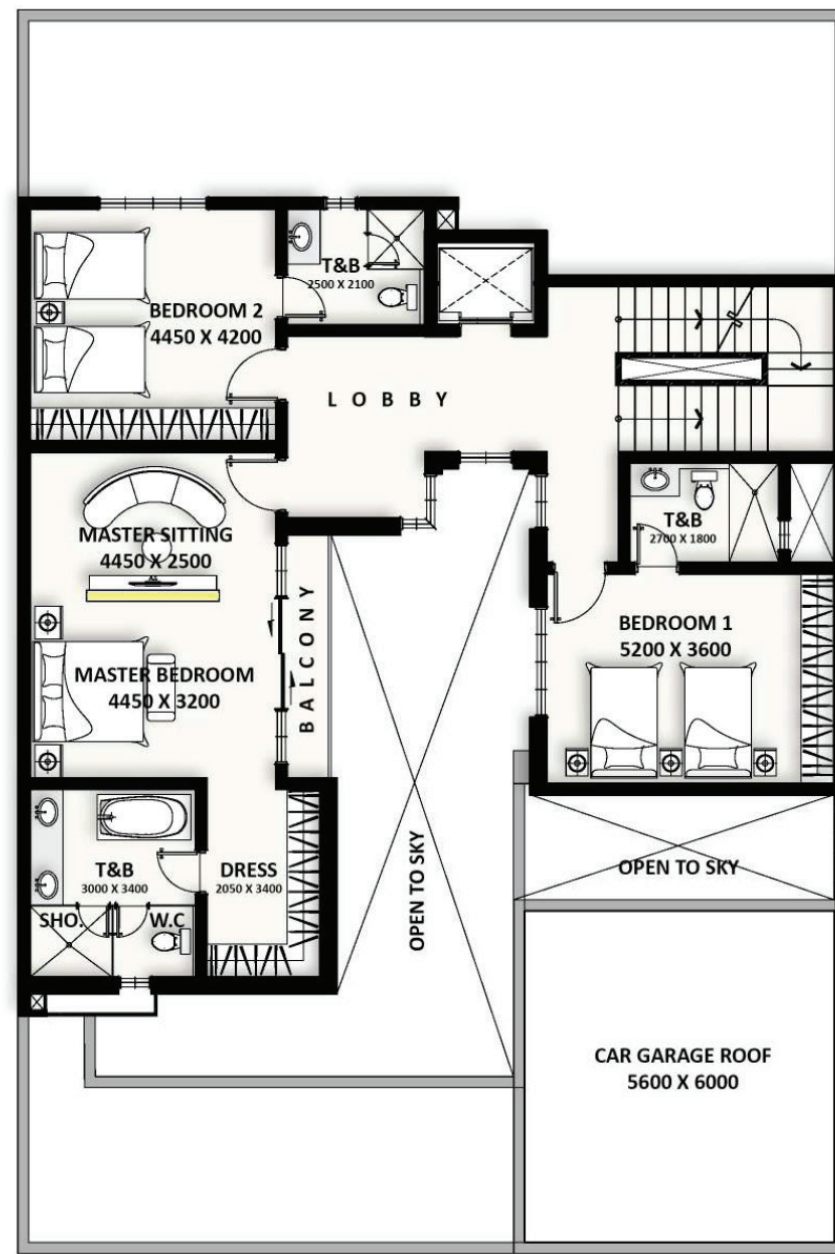 T&B
2500 X 2100
BEDROOM 2
4450 X 4200
LOBBY
MASTER SITTING
4450 X 2500
T&B
2700 X 1800
BALCONY
BEDROOM 1
5200 X 3600
MASTER BEDROOM
4450 X 3200
T&B
3000 X 3400
DRESS
2050 X 3400
SHO.
W.C
OPEN TO SKY
OPEN TO SKY
CAR GARAGE ROOF
5600 X 6000